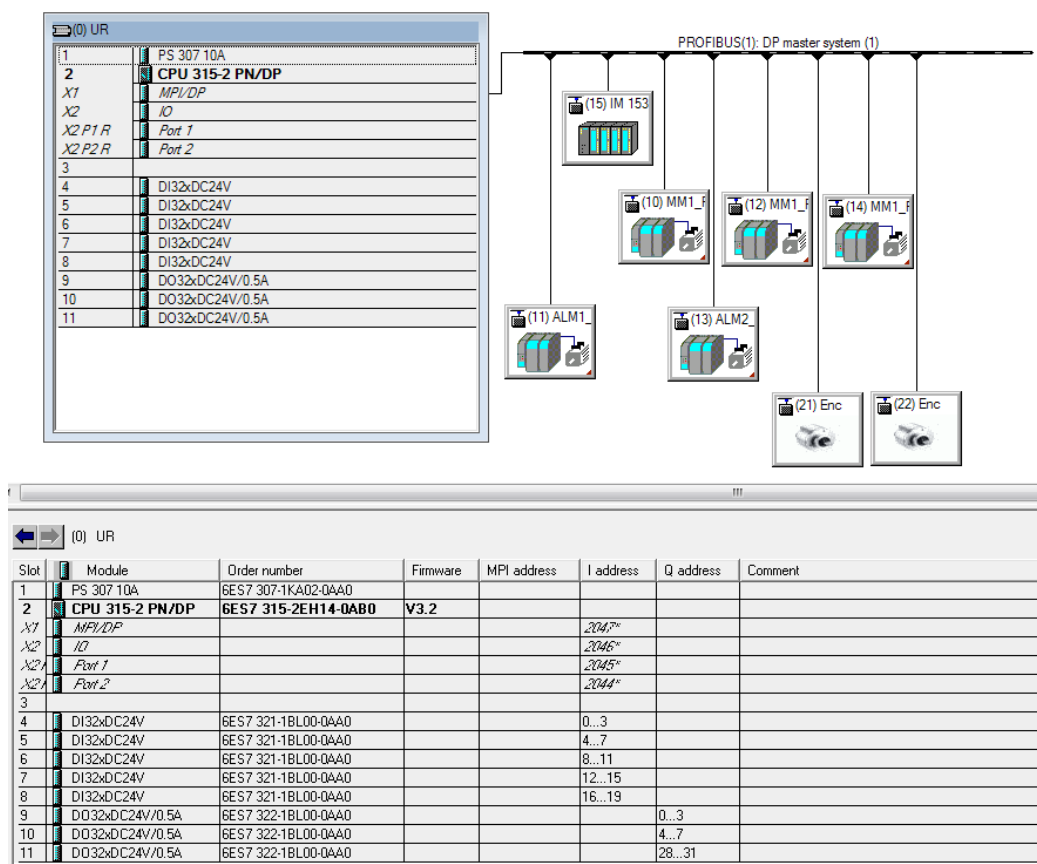 (0) UR
1 PS 307 10A
2 CPU 315-2 PN/DP
X1 MPI/DP
X2 IO
X2 P1 R Port 1
X2 P2 R Port 2
3
4 DI32xDC24V
5 DI32xDC24V
6 DI32xDC24V
7 DI32xDC24V
8 DI32xDC24V
9 DO32xDC24V/0.5A
10 DO32xDC24V/0.5A
11 DO32xDC24V/0.5A
PROFIBUS(1): DP master system (1)
(15) IM 153
(10) MM1_F
(12) MM1_F
(14) MM1_F
(11) ALM1_
(13) ALM2_
(21) Enc
(22) Enc
(0) UR
Slot Module Order number Firmware MPI address I address Q address Comment
1 PS 307 10A 6ES7 307-1KA02-0AA0
2 CPU 315-2 PN/DP 6ES7 315-2EH14-0AB0 V3.2
X1 MPI/DP 2047*
X2 IO 2046*
X2 Port 1 2045*
X2 Port 2 2044*
3
4 DI32xDC24V 6ES7 321-1BL00-0AA0 0...3
5 DI32xDC24V 6ES7 321-1BL00-0AA0 4...7
6 DI32xDC24V 6ES7 321-1BL00-0AA0 8...11
7 DI32xDC24V 6ES7 321-1BL00-0AA0 12...15
8 DI32xDC24V 6ES7 321-1BL00-0AA0 16...19
9 DO32xDC24V/0.5A 6ES7 322-1BL00-0AA0 0...3
10 DO32xDC24V/0.5A 6ES7 322-1BL00-0AA0 4...7
11 DO32xDC24V/0.5A 6ES7 322-1BL00-0AA0 28...31